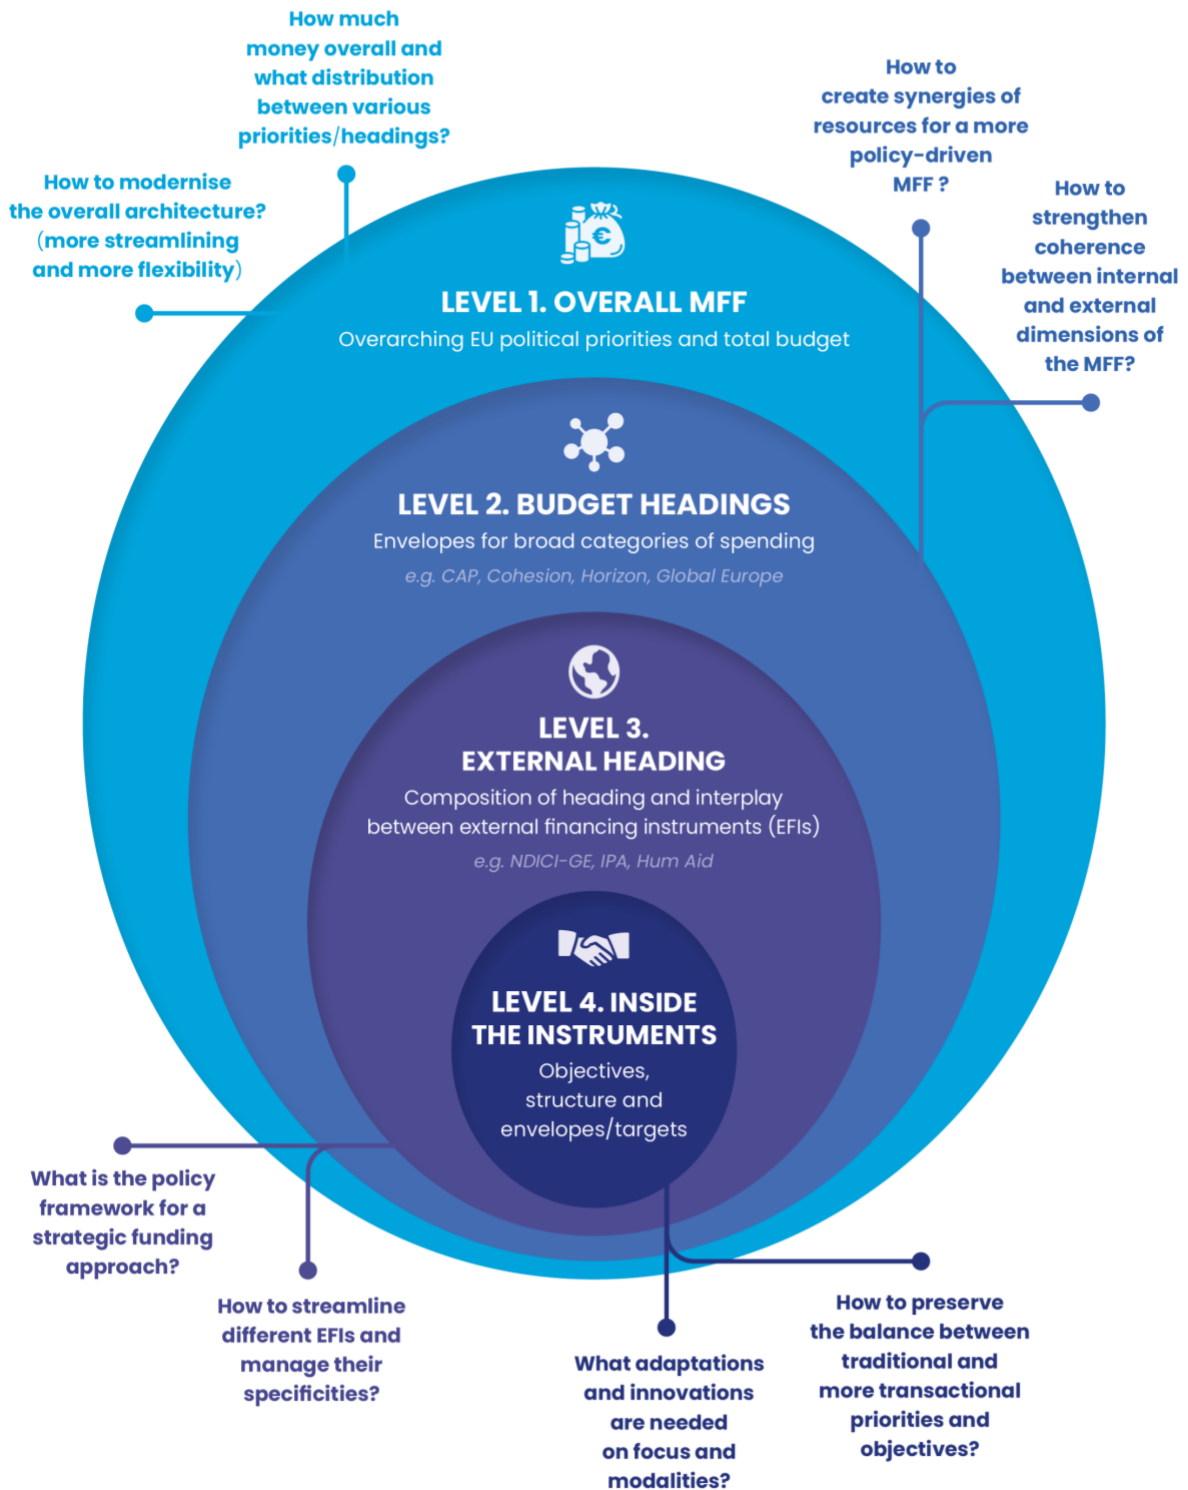 How much
money overall and
what distribution
between various
priorities/headings?
How to modernise
the overall architecture?
(more streamlining
and more flexibility)
How to
create synergies of
resources for a more
policy-driven
MFF ?
How to
strengthen
coherence
between internal
and external
dimensions of
the MFF?
€
LEVEL 1. OVERALL MFF
Overarching EU political priorities and total budget
LEVEL 2. BUDGET HEADINGS
Envelopes for broad categories of spending
e.g. CAP, Cohesion, Horizon, Global Europe
LEVEL 3.
EXTERNAL HEADING
Composition of heading and interplay
between external financing instruments (EFIs)
e.g. NDICI-GE, IPA, Hum Aid
LEVEL 4. INSIDE
THE INSTRUMENTS
Objectives,
structure and
envelopes/targets
What is the policy
framework for a
strategic funding
approach?
How to streamline
different EFIs and
manage their
specificities?
What adaptations
and innovations
are needed
on focus and
modalities?
How to preserve
the balance between
traditional and
more transactional
priorities and
objectives?